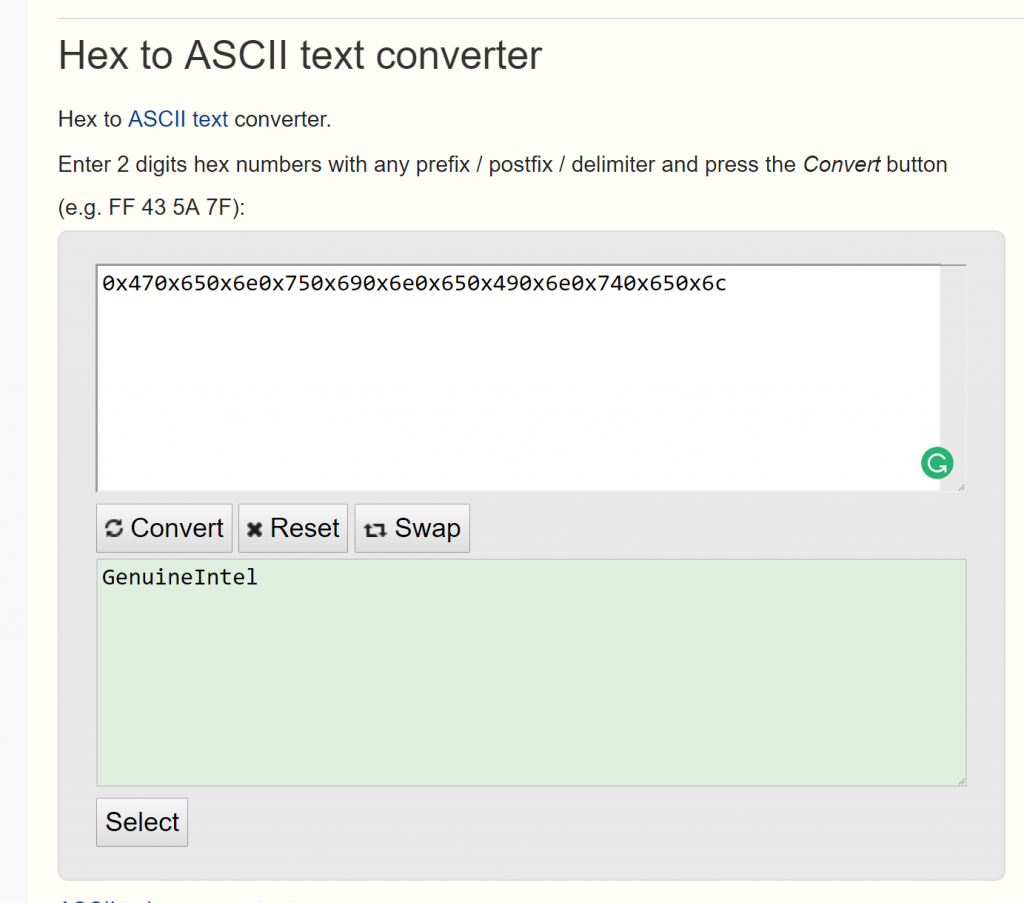 Hex to ASCII text converter
Hex to ASCII text converter.
Enter 2 digits hex numbers with any prefix / postfix / delimiter and press the Convert button
(e.g. FF 43 5A 7F):
0x470x650x6e0x750x690x6e0x650x490x6e0x740x650x6c
Convert Reset Swap
GenuineIntel
Select